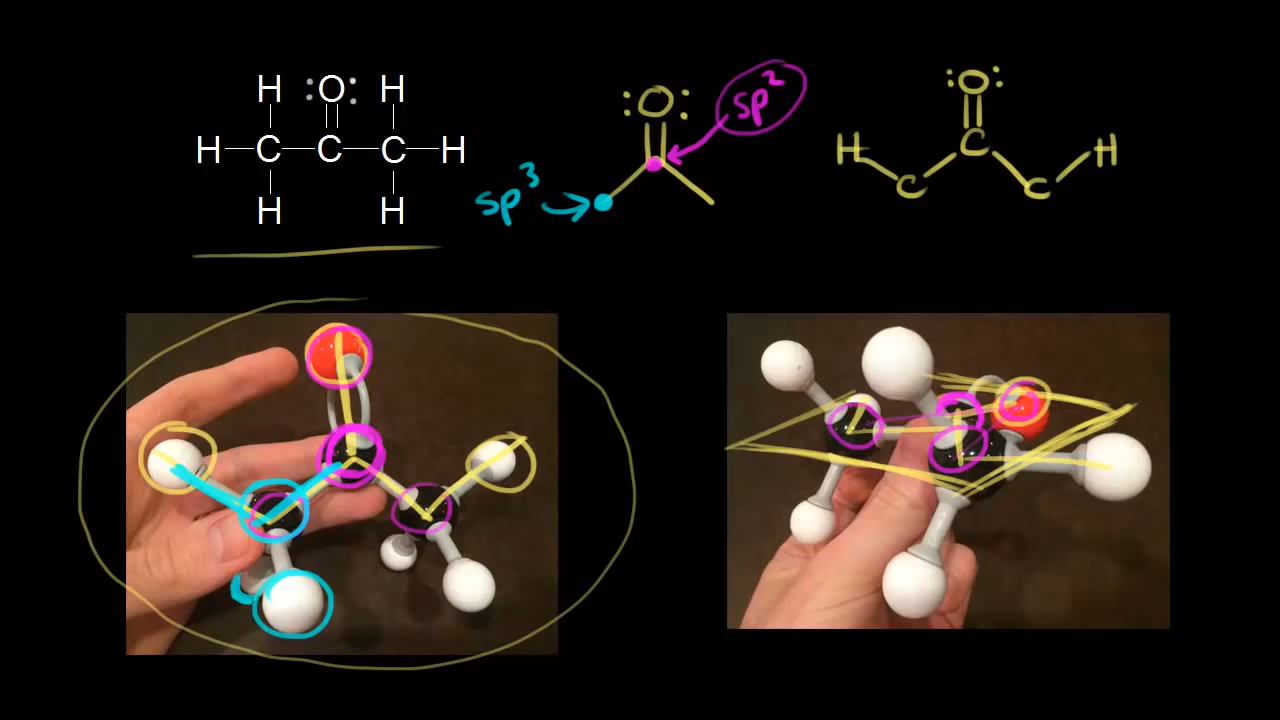 H :O: H
H—C—C—C—H
H H
:O:
sp²
sp³
:O:
H C H
C C